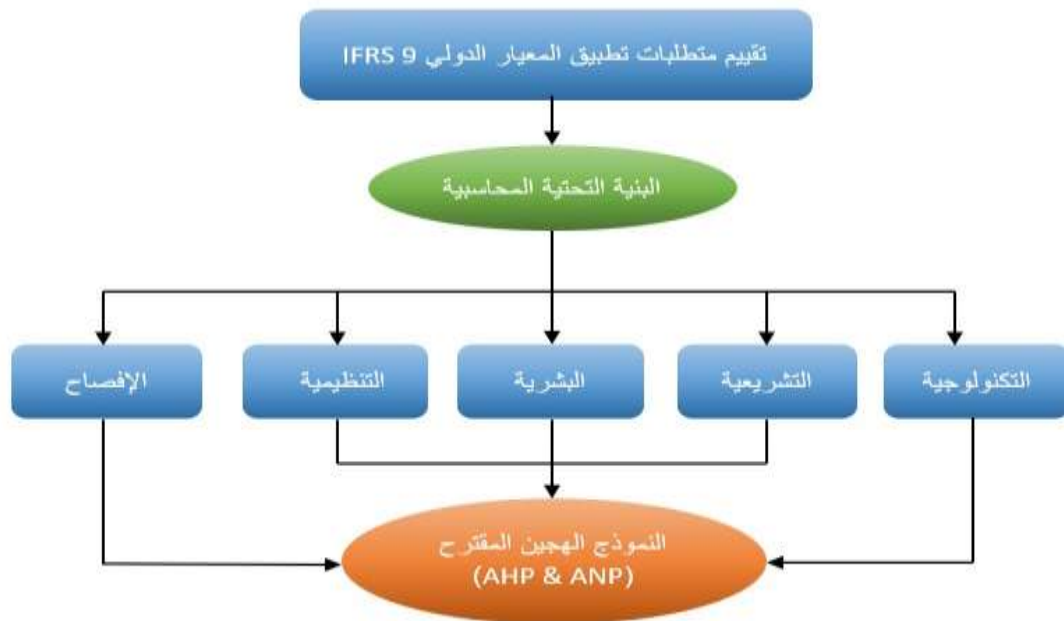 تقييم متطلبات تطبيق المعيار الدولي IFRS 9
البنية التحتية المحاسبية
التكنولوجية
التشريعية
البشرية
التنظيمية
الإفصاح
النموذج الهجين المقترح
(AHP & ANP)